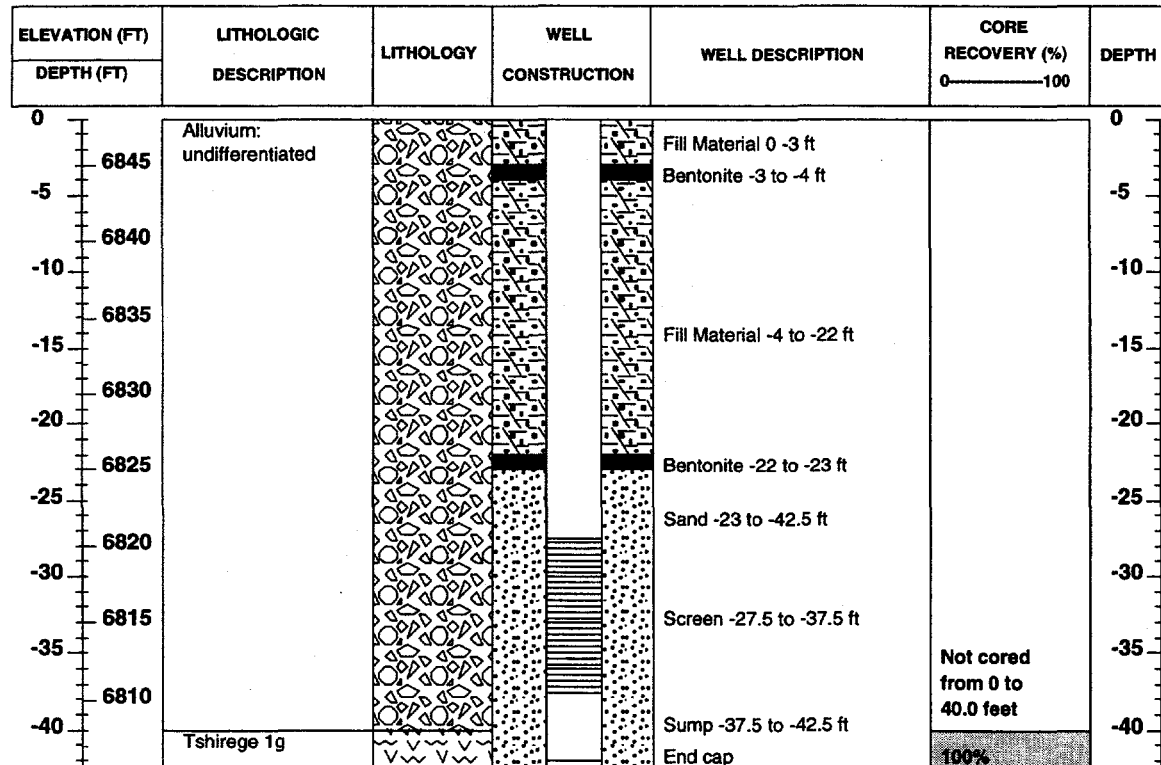 ELEVATION (FT)
DEPTH (FT)
LITHOLOGIC
DESCRIPTION
LITHOLOGY
WELL
CONSTRUCTION
WELL DESCRIPTION
CORE
RECOVERY (%)
0 100
DEPTH
0
Alluvium:
undifferentiated
Fill Material 0 -3 ft
0
6845
Bentonite -3 to -4 ft
-5
-5
6840
-10
-10
6835
Fill Material -4 to -22 ft
-15
-15
6830
-20
-20
6825
Bentonite -22 to -23 ft
-25
-25
Sand -23 to -42.5 ft
6820
-30
-30
6815
Screen -27.5 to -37.5 ft
-35
-35
Not cored
from 0 to
40.0 feet
6810
-40
Sump -37.5 to -42.5 ft
-40
Tshirege 1g
End cap
100%